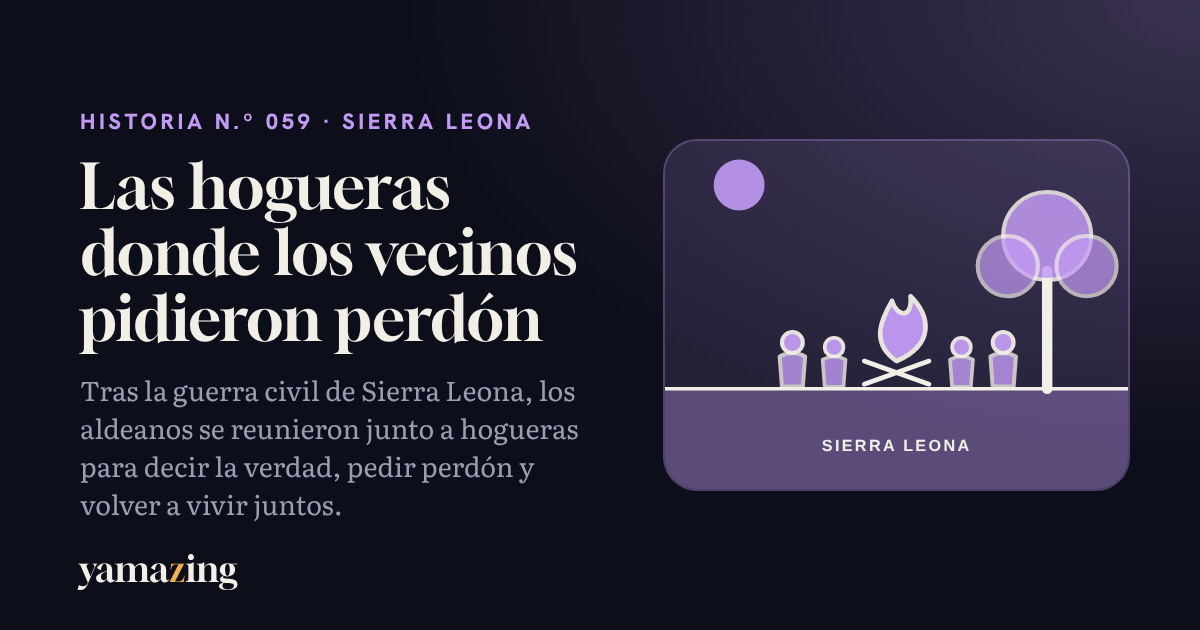 HISTORIA N.º 059 · SIERRA LEONA
Las hogueras
donde los vecinos
pidieron perdón
Tras la guerra civil de Sierra Leona, los
aldeanos se reunieron junto a hogueras
para decir la verdad, pedir perdón y
volver a vivir juntos.
yamazing
SIERRA LEONA